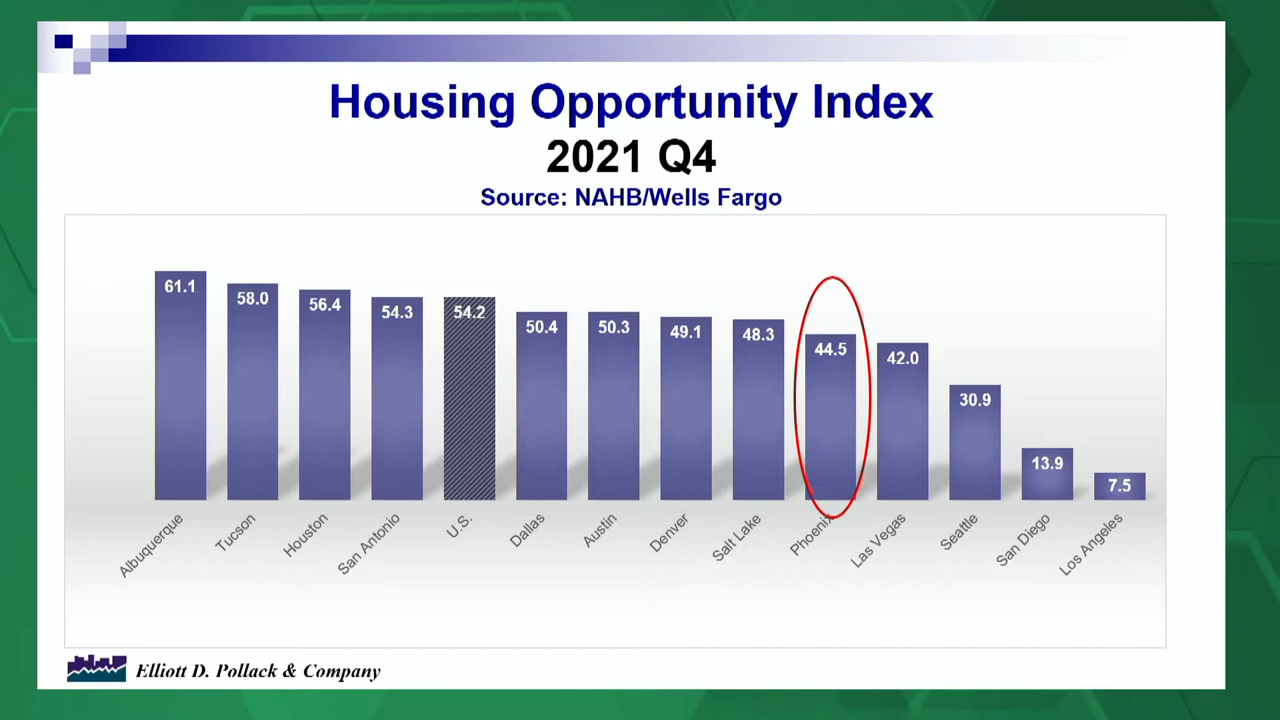 Housing Opportunity Index
2021 Q4
Source: NAHB/Wells Fargo
61.1
58.0
56.4
54.3
54.2
50.4
50.3
49.1
48.3
44.5
42.0
30.9
13.9
7.5
Albuquerque
Tucson
Houston
San Antonio
U.S.
Dallas
Austin
Denver
Salt Lake
Phoenix
Las Vegas
Seattle
San Diego
Los Angeles
Elliott D. Pollack & Company